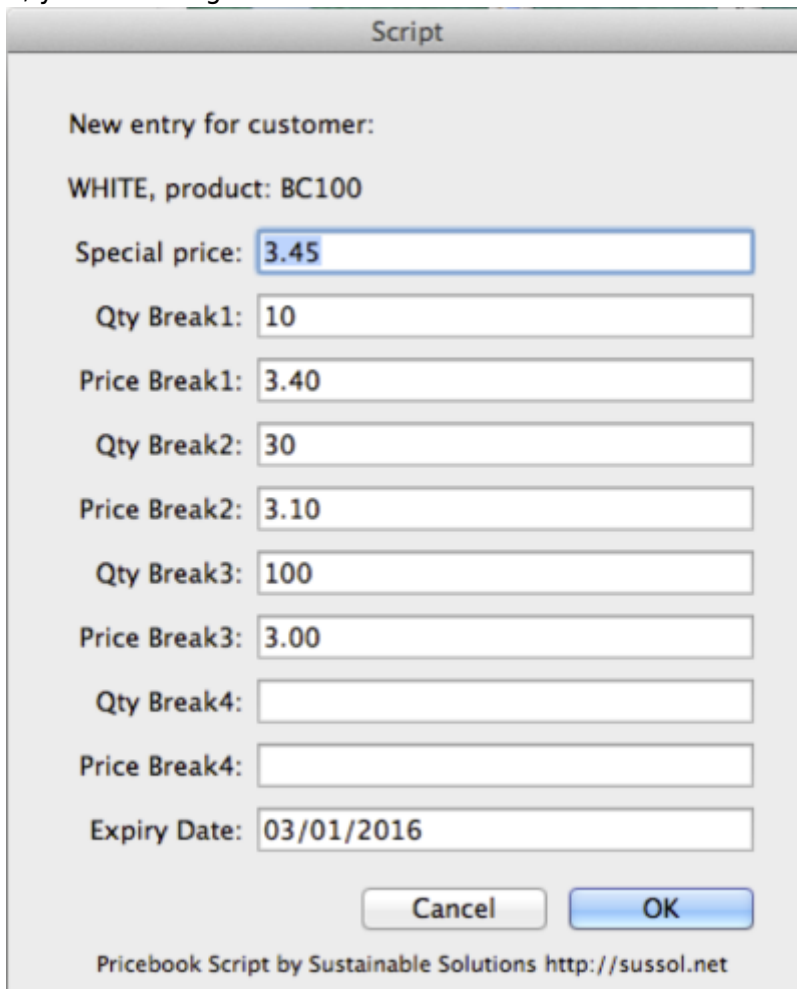 Script
New entry for customer:
WHITE, product: BC100
Special price: 3.45
Qty Break1: 10
Price Break1: 3.40
Qty Break2: 30
Price Break2: 3.10
Qty Break3: 100
Price Break3: 3.00
Qty Break4:
Price Break4:
Expiry Date: 03/01/2016
Cancel OK
Pricebook Script by Sustainable Solutions http://sussol.net